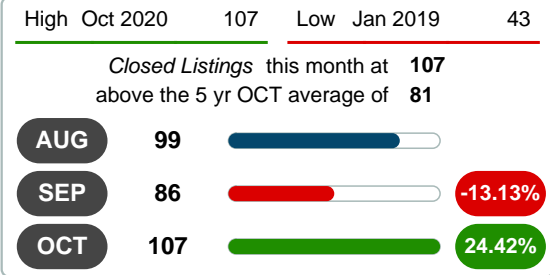 High Oct 2020 107 Low Jan 2019 43
Closed Listings this month at 107
above the 5 yr OCT average of 81
AUG 99
SEP 86 -13.13%
OCT 107 24.42%